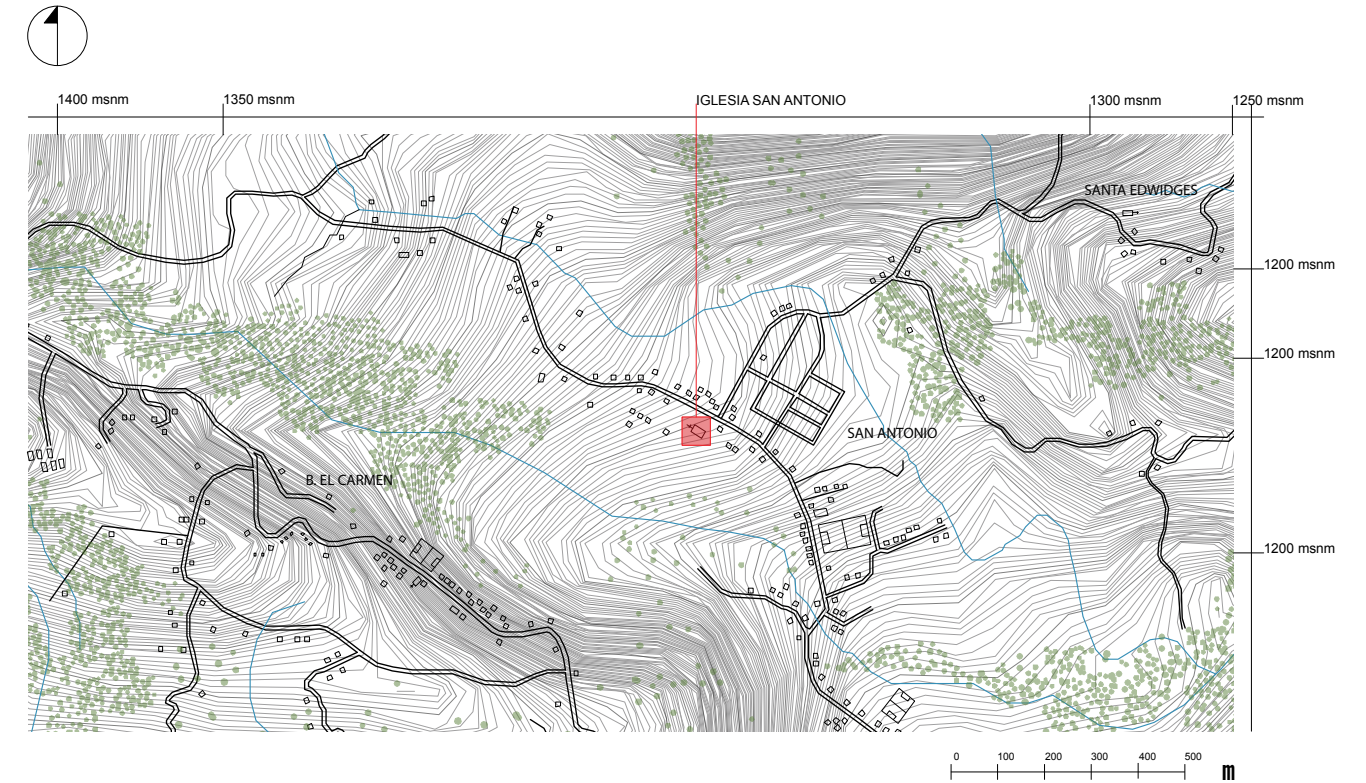 1400 msnm
1350 msnm
IGLESIA SAN ANTONIO
1300 msnm
1250 msnm
SANTA EDWIDGES
1200 msnm
1200 msnm
SAN ANTONIO
B. EL CARMEN
1200 msnm
0 100 200 300 400 500 m